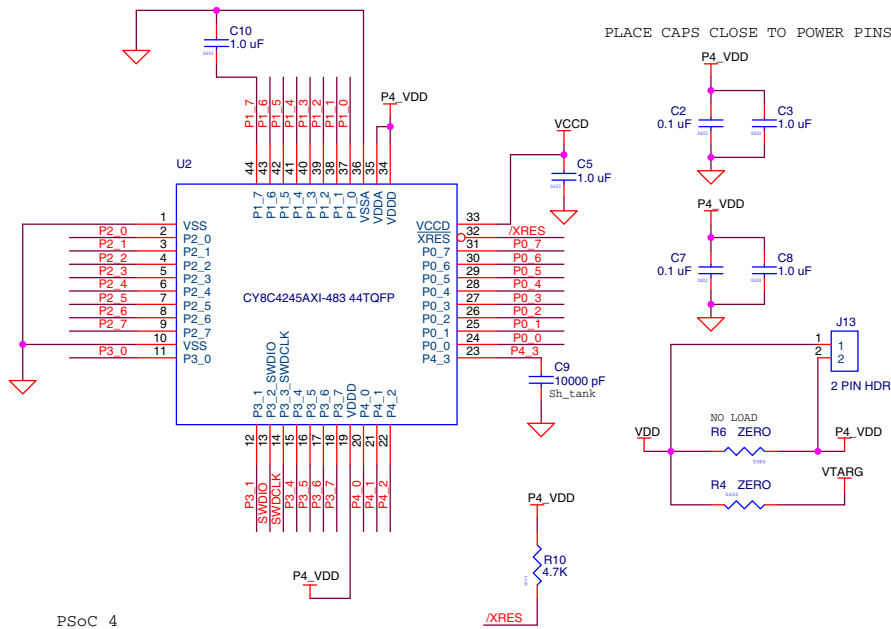 PLACE CAPS CLOSE TO POWER PINS
C10
1.0 uF
0603
P1_7
P1_6
P1_5
P1_4
P1_3
P1_2
P1_1
P1_0
P4_VDD
44
43
42
41
40
39
38
37
36
35
34
U2
P1_7
P1_6
P1_5
P1_4
P1_3
P1_2
P1_1
P1_0
VSSA
VDDA
VDDD
VCCD
C5
1.0 uF
0603
P4_VDD
C2
0.1 uF
0402
C3
1.0 uF
0603
P4_VDD
C7
0.1 uF
0402
C8
1.0 uF
0603
1 VSS
P2_0 2 P2_0
P2_1 3 P2_1
P2_2 4 P2_2
P2_3 5 P2_3
P2_4 6 P2_4
P2_5 7 P2_5
P2_6 8 P2_6
P2_7 9 P2_7
10 VSS
P3_0 11 P3_0
CY8C4245AXI-483 44TQFP
VCCD 33
XRES 32 /XRES
P0_7 31 P0_7
P0_6 30 P0_6
P0_5 29 P0_5
P0_4 28 P0_4
P0_3 27 P0_3
P0_2 26 P0_2
P0_1 25 P0_1
P0_0 24 P0_0
P4_3 23 P4_3
C9
10000 pF
Sh_tank
P3_1
P3_2_SWDIO
P3_3_SWDCLK
P3_4
P3_5
P3_6
P3_7
VDDD
P4_0
P4_1
P4_2
12
13
14
15
16
17
18
19
20
21
22
P3_1
SWDIO
SWDCLK
P3_4
P3_5
P3_6
P3_7
P4_0
P4_1
P4_2
P4_VDD
J13
1 1
2 2
2 PIN HDR
NO LOAD
VDD
R6 ZERO
P4_VDD
R4 ZERO
0603
VTARG
P4_VDD
R10
4.7K
/XRES
PSoC 4